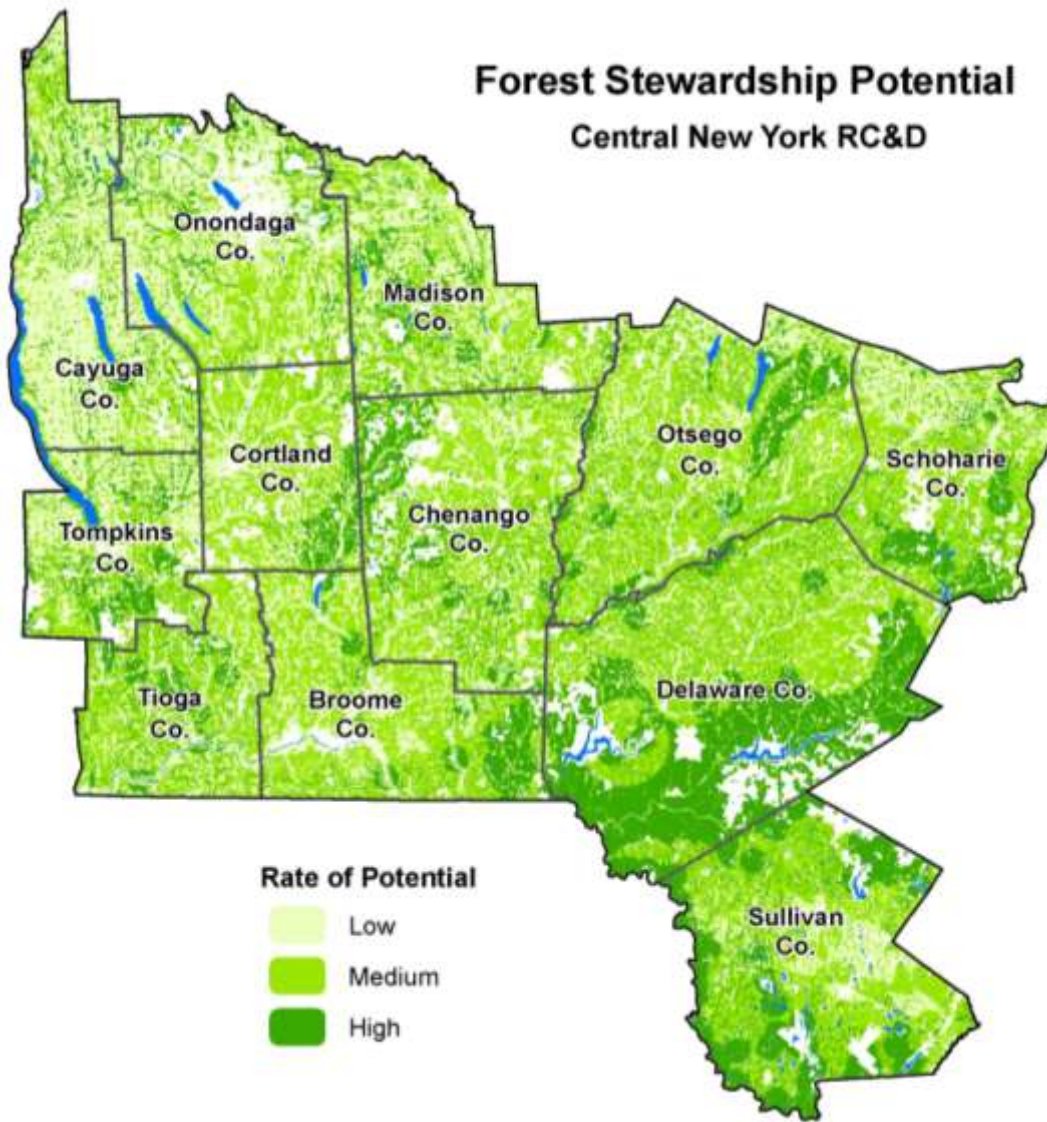 Forest Stewardship Potential
Central New York RC&D
Onondaga
Co.
Madison
Co.
Cayuga
Co.
Cortland
Co.
Otsego
Co.
Schoharie
Co.
Chenango
Co.
Tompkins
Co.
Tioga
Co.
Broome
Co.
Delaware Co.
Sullivan
Co.
Rate of Potential
Low
Medium
High